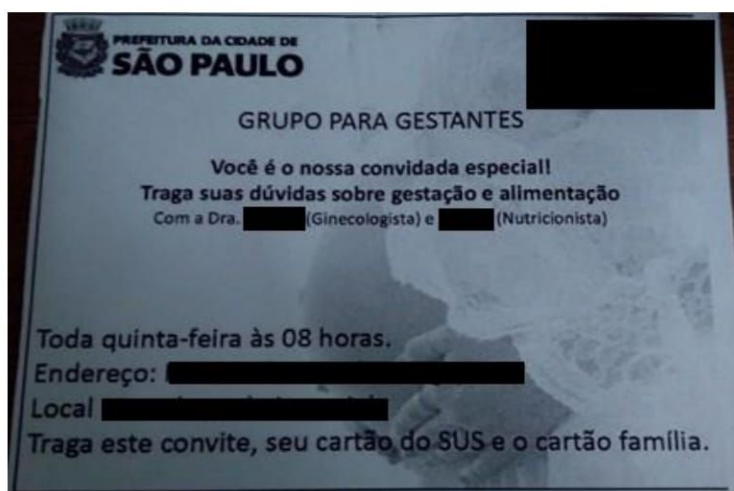 PREFEITURA DA CIDADE DE
SÃO PAULO
GRUPO PARA GESTANTES
Você é o nossa convidada especial!
Traga suas dúvidas sobre gestação e alimentação
Com a Dra. (Ginecologista) e (Nutricionista)
Toda quinta-feira às 08 horas.
Endereço:
Local
Traga este convite, seu cartão do SUS e o cartão família.